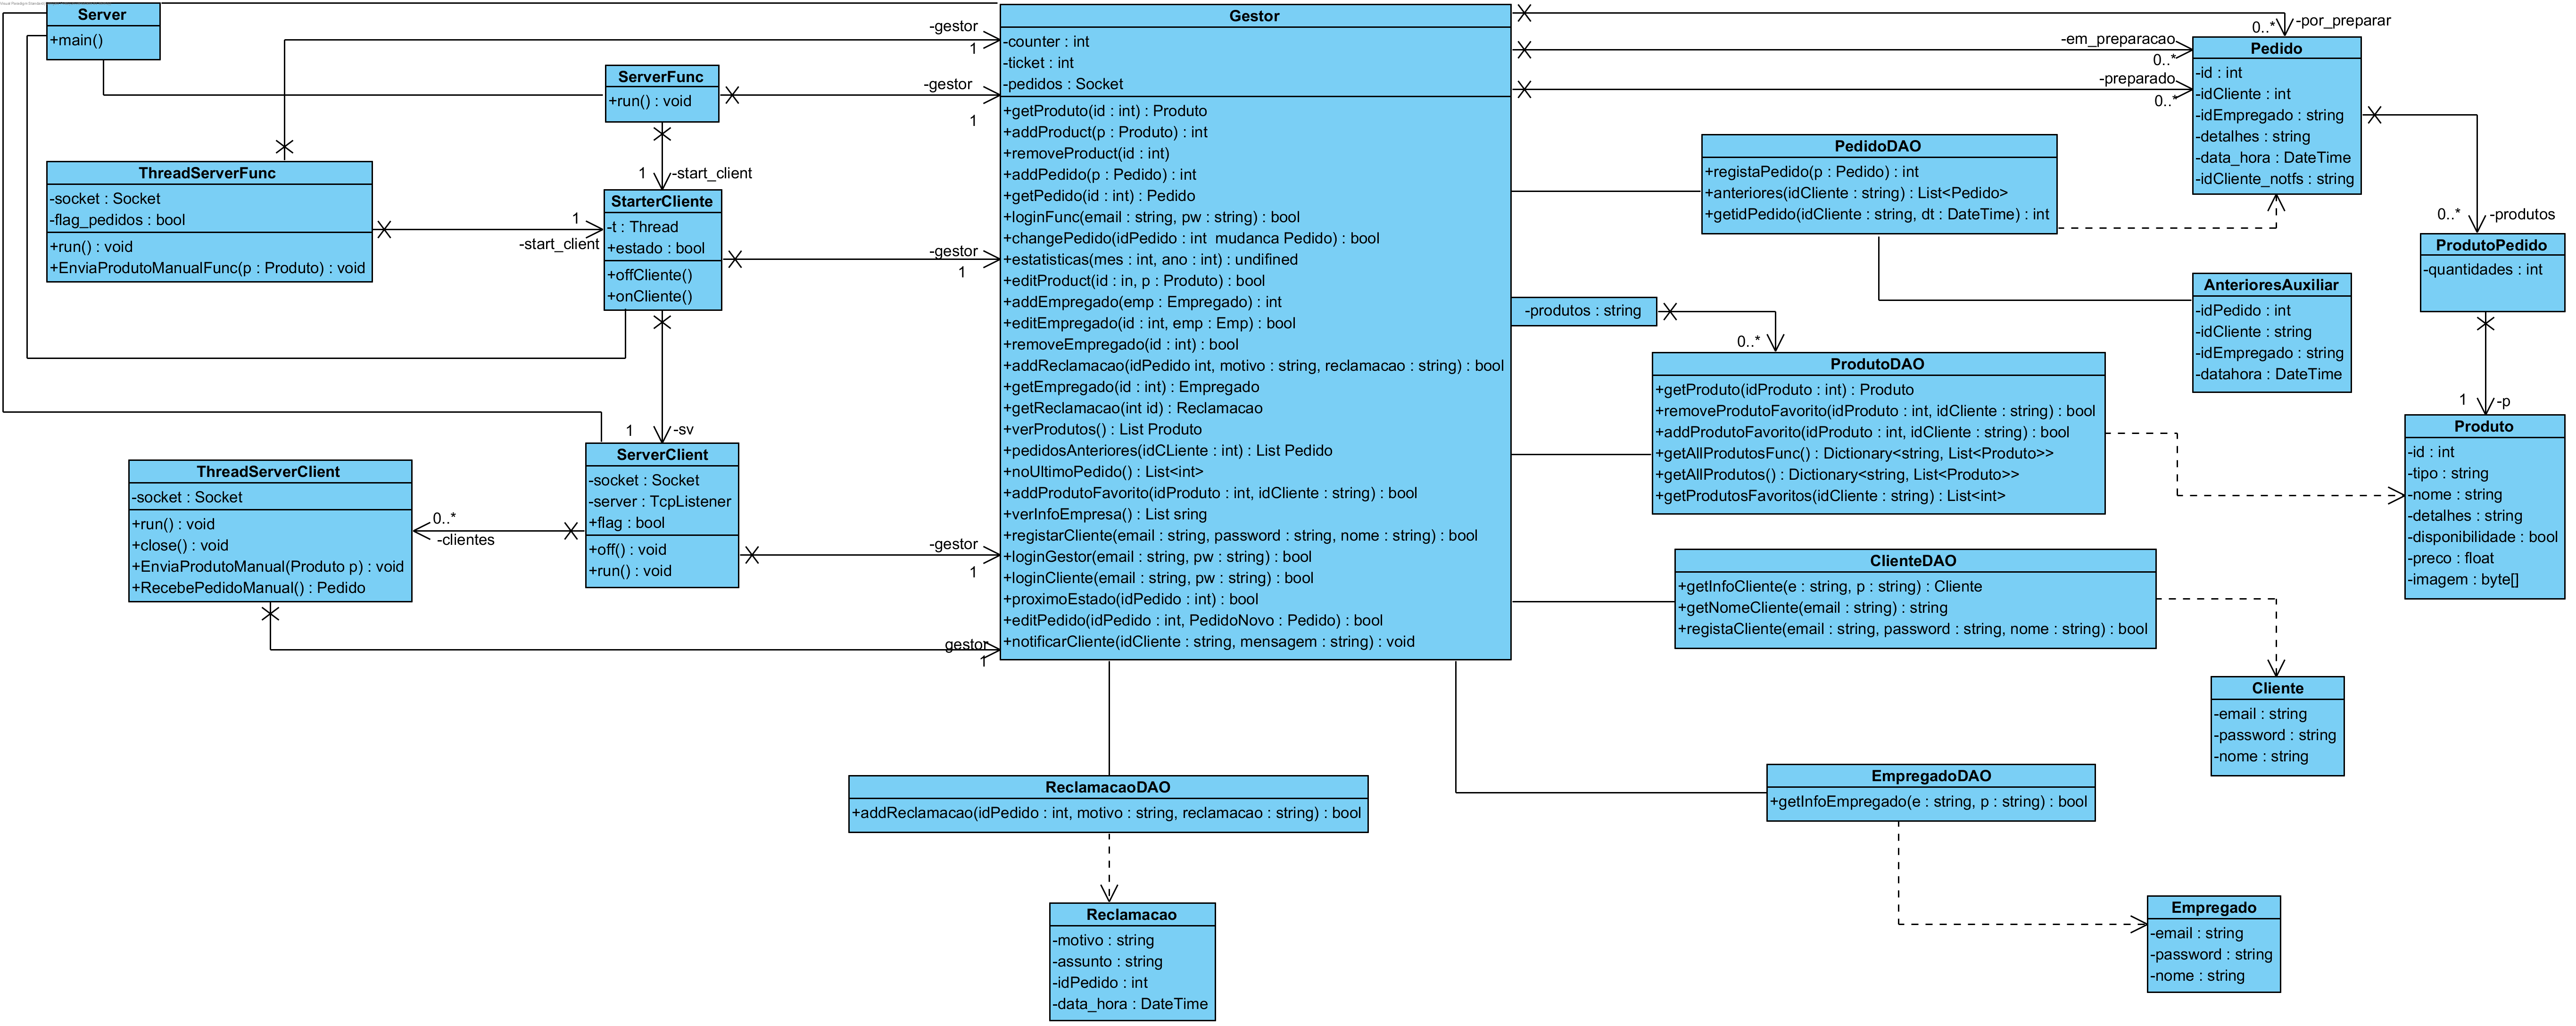 Server
+main()
ThreadServerFunc
-socket : Socket
-flag_pedidos : bool
+run() : void
+EnviaProdutoManualFunc(p : Produto) : void
ServerFunc
+run() : void
1
-start_client
StarterCliente
-t : Thread
+estado : bool
+offCliente()
+onCliente()
1
-start_client
1
-sv
ServerClient
-socket : Socket
-server : TcpListener
+flag : bool
+off() : void
+run() : void
0..*
-clientes
ThreadServerClient
-socket : Socket
+run() : void
+close() : void
+EnviaProdutoManual(Produto p) : void
+RecebePedidoManual() : Pedido
-gestor
1
-gestor
1
-gestor
1
-gestor
1
gestor
1
Gestor
-counter : int
-ticket : int
-pedidos : Socket
+getProduto(id : int) : Produto
+addProduct(p : Produto) : int
+removeProduct(id : int)
+addPedido(p : Pedido) : int
+getPedido(id : int) : Pedido
+loginFunc(email : string, pw : string) : bool
+changePedido(idPedido : int  mudanca Pedido) : bool
+estatisticas(mes : int, ano : int) : undifined
+editProduct(id : in, p : Produto) : bool
+addEmpregado(emp : Empregado) : int
+editEmpregado(id : int, emp : Emp) : bool
+removeEmpregado(id : int) : bool
+addReclamacao(idPedido int, motivo : string, reclamacao : string) : bool
+getEmpregado(id : int) : Empregado
+getReclamacao(int id) : Reclamacao
+verProdutos() : List Produto
+pedidosAnteriores(idCLiente : int) : List Pedido
+noUltimoPedido() : List<int>
+addProdutoFavorito(idProduto : int, idCliente : string) : bool
+verInfoEmpresa() : List sring
+registarCliente(email : string, password : string, nome : string) : bool
+loginGestor(email : string, pw : string) : bool
+loginCliente(email : string, pw : string) : bool
+proximoEstado(idPedido : int) : bool
+editPedido(idPedido : int, PedidoNovo : Pedido) : bool
+notificarCliente(idCliente : string, mensagem : string) : void
-por_preparar
0..*
-em_preparacao
0..*
-preparado
0..*
Pedido
-id : int
-idCliente : int
-idEmpregado : string
-detalhes : string
-data_hora : DateTime
-idCliente_notfs : string
PedidoDAO
+registaPedido(p : Pedido) : int
+anteriores(idCliente : string) : List<Pedido>
+getidPedido(idCliente : string, dt : DateTime) : int
0..*
-produtos
ProdutoPedido
-quantidades : int
AnterioresAuxiliar
-idPedido : int
-idCliente : string
-idEmpregado : string
-datahora : DateTime
-produtos : string
0..*
ProdutoDAO
+getProduto(idProduto : int) : Produto
+removeProdutoFavorito(idProduto : int, idCliente : string) : bool
+addProdutoFavorito(idProduto : int, idCliente : string) : bool
+getAllProdutosFunc() : Dictionary<string, List<Produto>>
+getAllProdutos() : Dictionary<string, List<Produto>>
+getProdutosFavoritos(idCliente : string) : List<int>
1
-p
Produto
-id : int
-tipo : string
-nome : string
-detalhes : string
-disponibilidade : bool
-preco : float
-imagem : byte[]
ClienteDAO
+getInfoCliente(e : string, p : string) : Cliente
+getNomeCliente(email : string) : string
+registaCliente(email : string, password : string, nome : string) : bool
Cliente
-email : string
-password : string
-nome : string
ReclamacaoDAO
+addReclamacao(idPedido : int, motivo : string, reclamacao : string) : bool
EmpregadoDAO
+getInfoEmpregado(e : string, p : string) : bool
Reclamacao
-motivo : string
-assunto : string
-idPedido : int
-data_hora : DateTime
Empregado
-email : string
-password : string
-nome : string